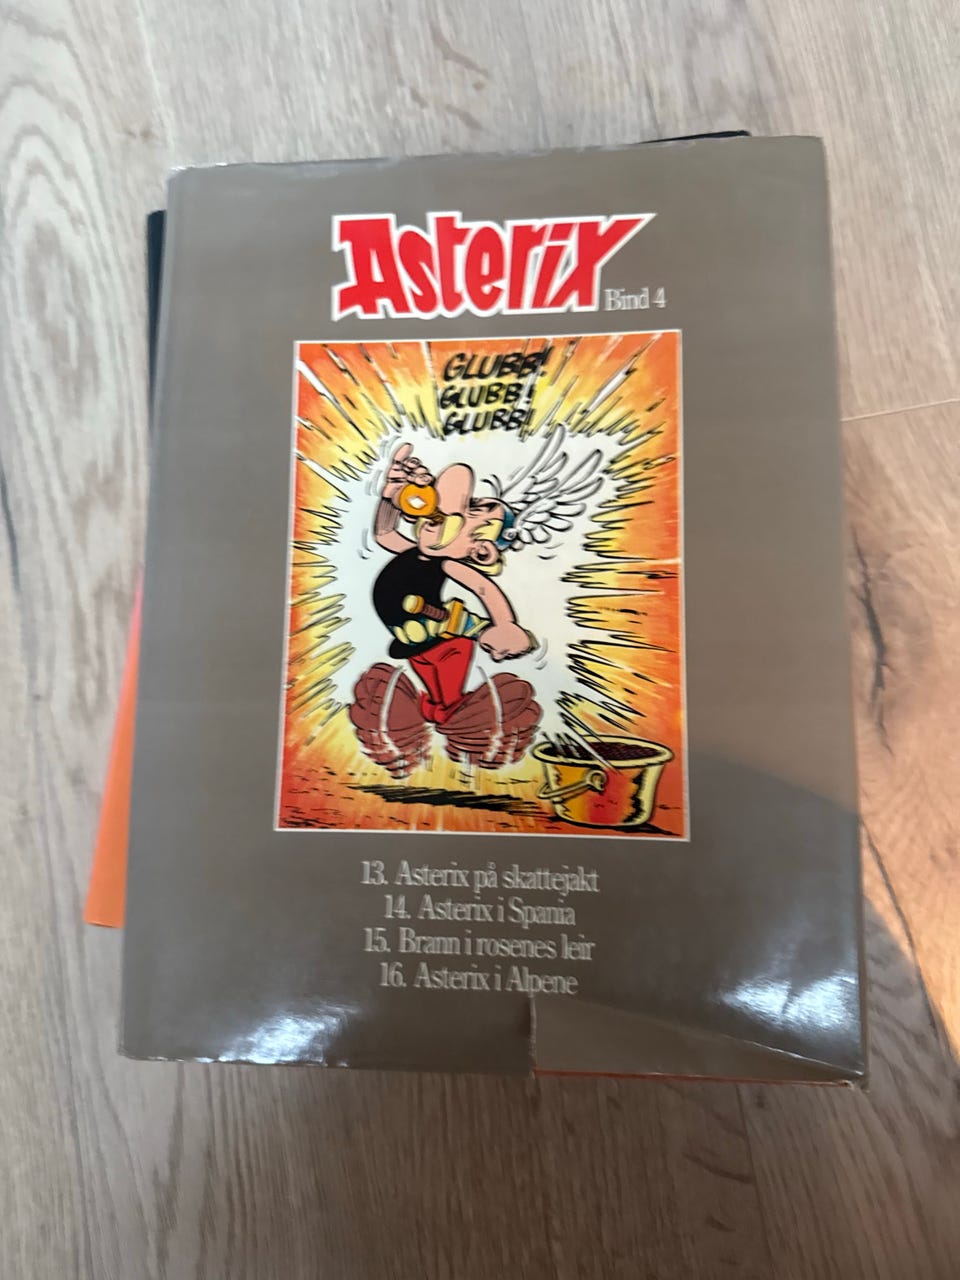 Asterix
Bind 4
GLUBB!
GLUBB!
GLUBB!
13. Asterix på skattejakt
14. Asterix i Spania
15. Brann i rosenes leir
16. Asterix i Alpene